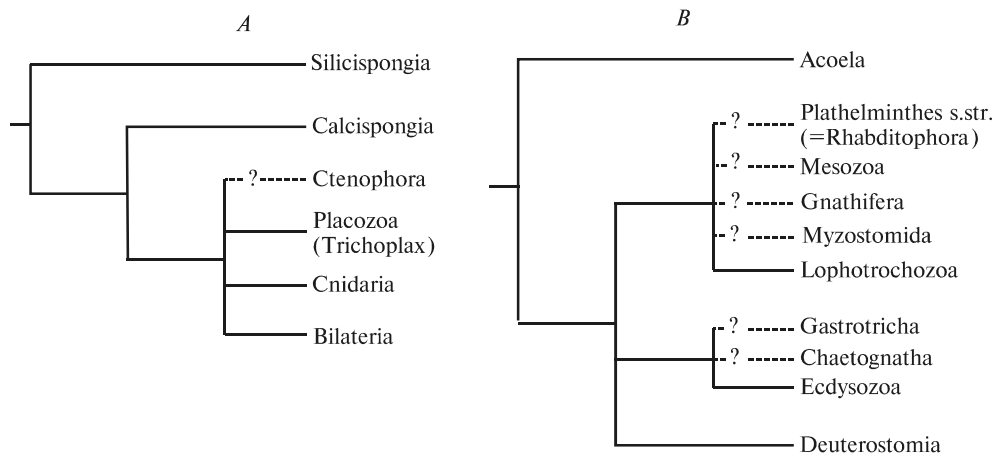 A
Silicispongia
Calcispongia
? Ctenophora
Placozoa
(Trichoplax)
Cnidaria
Bilateria
B
Acoela
? Plathelminthes s.str.
(=Rhabditophora)
? Mesozoa
? Gnathifera
? Myzostomida
Lophotrochozoa
? Gastrotricha
? Chaetognatha
Ecdysozoa
Deuterostomia